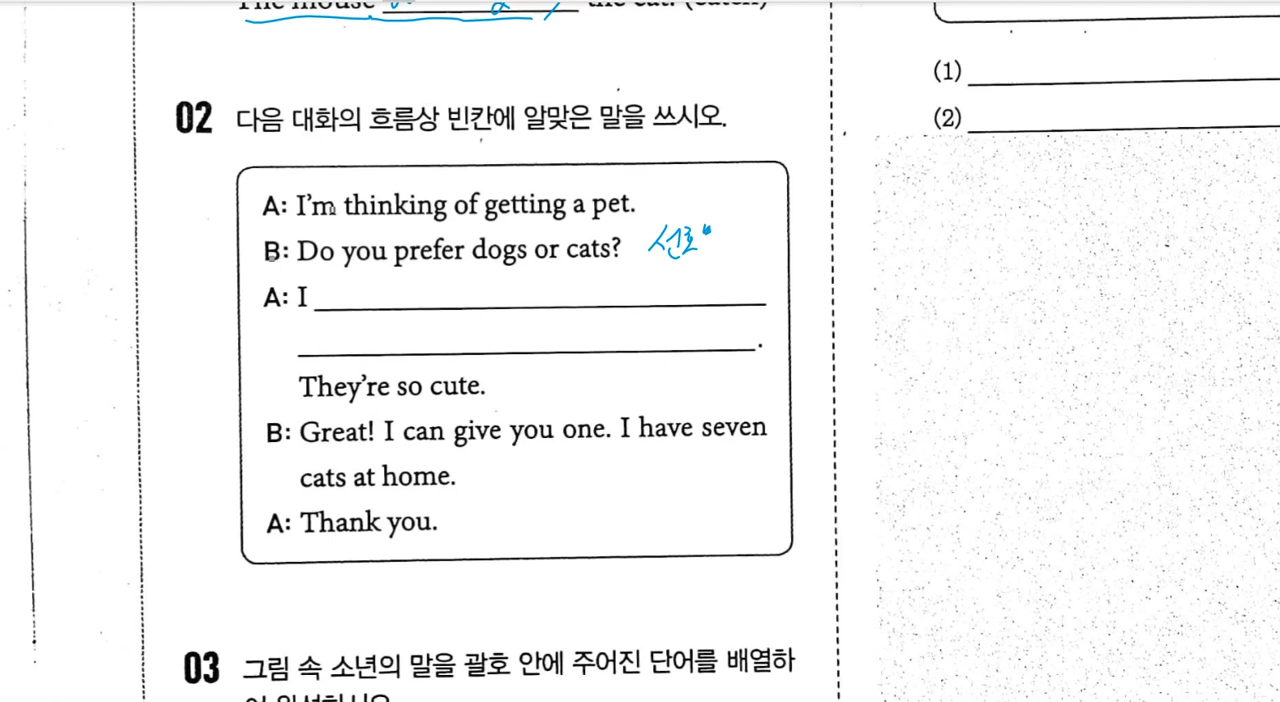 (1)
(2)
02 다음 대화의 흐름상 빈칸에 알맞은 말을 쓰시오.
A: I'm thinking of getting a pet.
B: Do you prefer dogs or cats? 선호
A: I
.
They're so cute.
B: Great! I can give you one. I have seven
cats at home.
A: Thank you.
03 그림 속 소년의 말을 괄호 안에 주어진 단어를 배열하